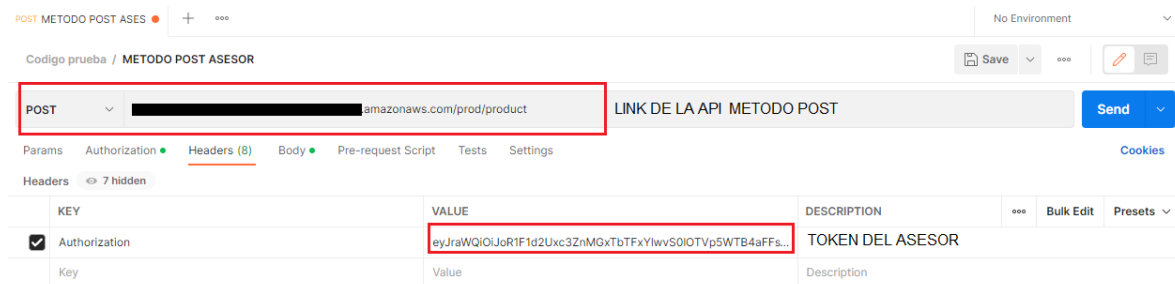 POST METODO POST ASES No Environment
Codigo prueba / METODO POST ASESOR Save
POST .amazonaws.com/prod/product LINK DE LA API METODO POST Send
Params Authorization Headers (8) Body Pre-request Script Tests Settings Cookies
Headers 7 hidden
KEY VALUE DESCRIPTION Bulk Edit Presets
Authorization eyJraWQiOiJoR1F1d2Uxc3ZnMGxTbTFxYlwvS0lOTVp5WTB4aFFs... TOKEN DEL ASESOR
Key Value Description